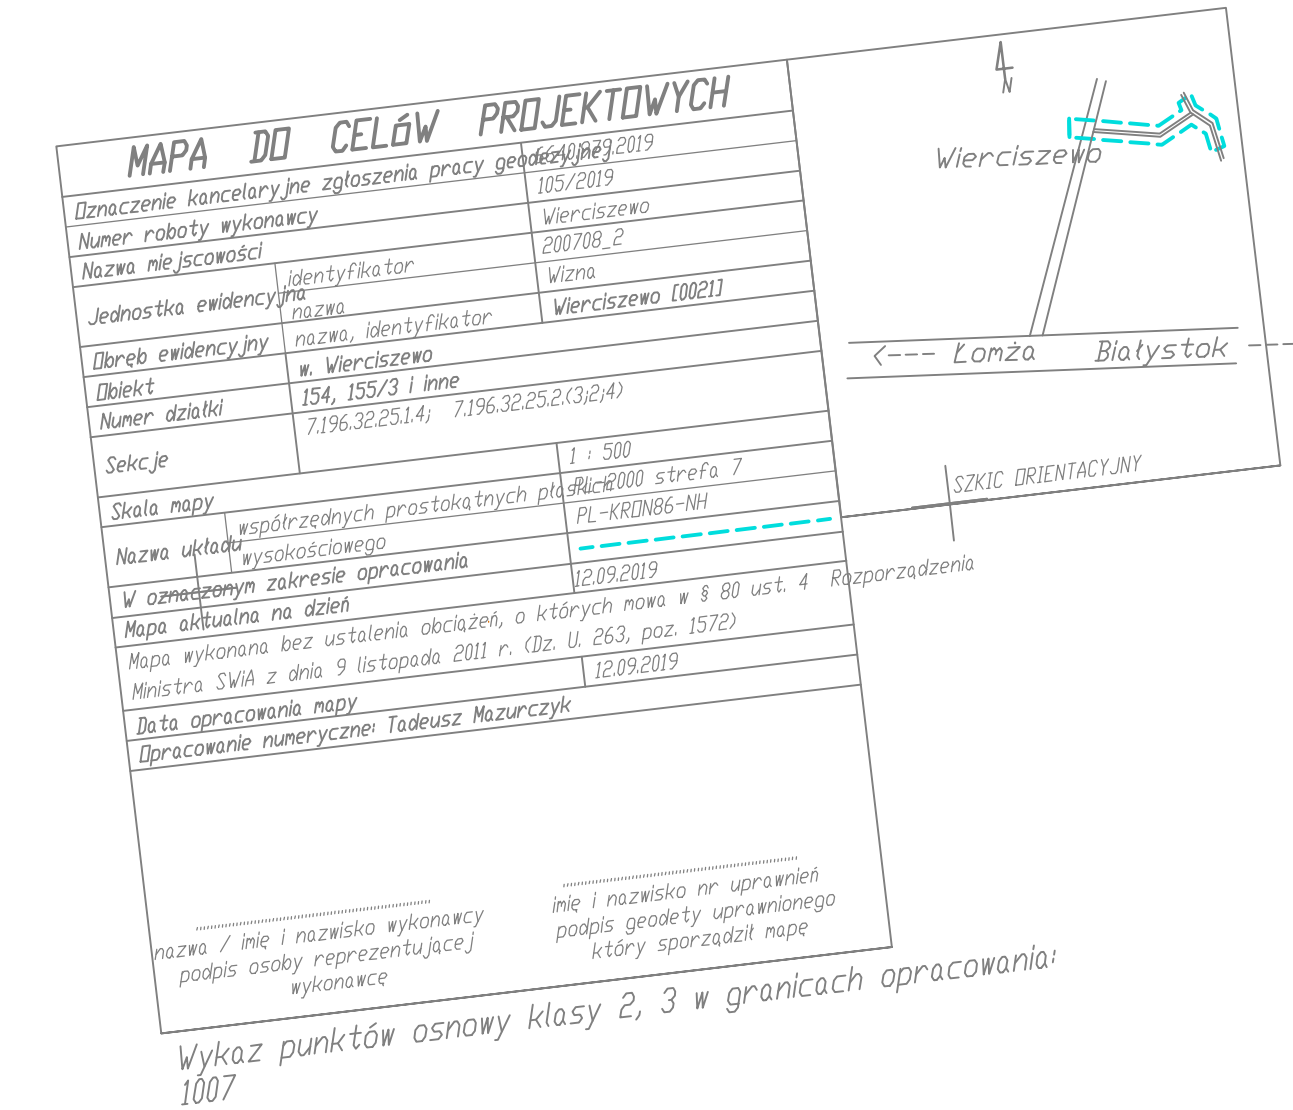 MAPA DO CELÓW PROJEKTOWYCH
Oznaczenie kancelaryjne zgłoszenia pracy geodezyjnej 6640.979.2019
Numer roboty wykonawcy 105/2019
Nazwa miejscowości Wierciszewo
Jednostka ewidencyjna identyfikator 200708_2
nazwa Wizna
Obręb ewidencyjny nazwa, identyfikator Wierciszewo [0021]
Obiekt w. Wierciszewo
Numer działki 154, 155/3 i inne
Sekcje 7.196.32.25.1.4; 7.196.32.25.2.(3;2;4)
Skala mapy 1 : 500
Nazwa układu współrzędnych prostokątnych płaskich PL-2000 strefa 7
wysokościowego PL-KRON86-NH
W oznaczonym zakresie opracowania
Mapa aktualna na dzień 12.09.2019
Mapa wykonana bez ustalenia obciążeń, o których mowa w § 80 ust. 4 Rozporządzenia
Ministra SWiA z dnia 9 listopada 2011 r. (Dz. U. 263, poz. 1572)
Data opracowania mapy 12.09.2019
Opracowanie numeryczne: Tadeusz Mazurczyk
nazwa / imię i nazwisko wykonawcy
podpis osoby reprezentującej
wykonawcę
imię i nazwisko nr uprawnień
podpis geodety uprawnionego
który sporządził mapę
Wykaz punktów osnowy klasy 2, 3 w granicach opracowania:
1007
N
Wierciszewo
<--- Łomża Białystok ---
SZKIC ORIENTACYJNY